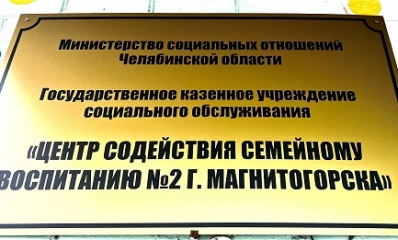 Министерство социальных отношений
Челябинской области
Государственное казенное учреждение
социального обслуживания
«ЦЕНТР СОДЕЙСТВИЯ СЕМЕЙНОМУ
ВОСПИТАНИЮ №2 Г. МАГНИТОГОРСКА»